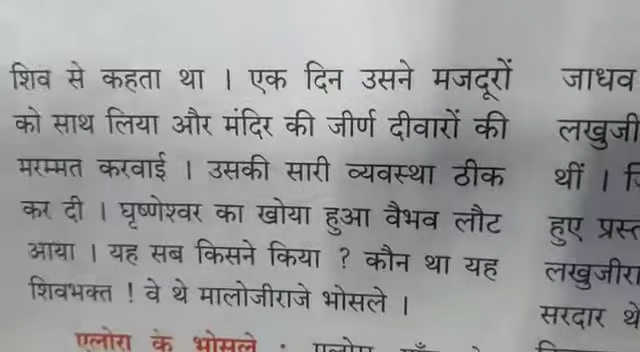 शिव से कहता था । एक दिन उसने मजदूरों
को साथ लिया और मंदिर की जीर्ण दीवारों की
मरम्मत करवाई । उसकी सारी व्यवस्था ठीक
कर दी । घृष्णेश्वर का खोया हुआ वैभव लौट
आया । यह सब किसने किया ? कौन था यह
शिवभक्त ! वे थे मालोजीराजे भोसले ।
एलोरा के भोसले :
जाधव
लखुजी
थीं ।
हुए
लखुजीरा
सरदार थे